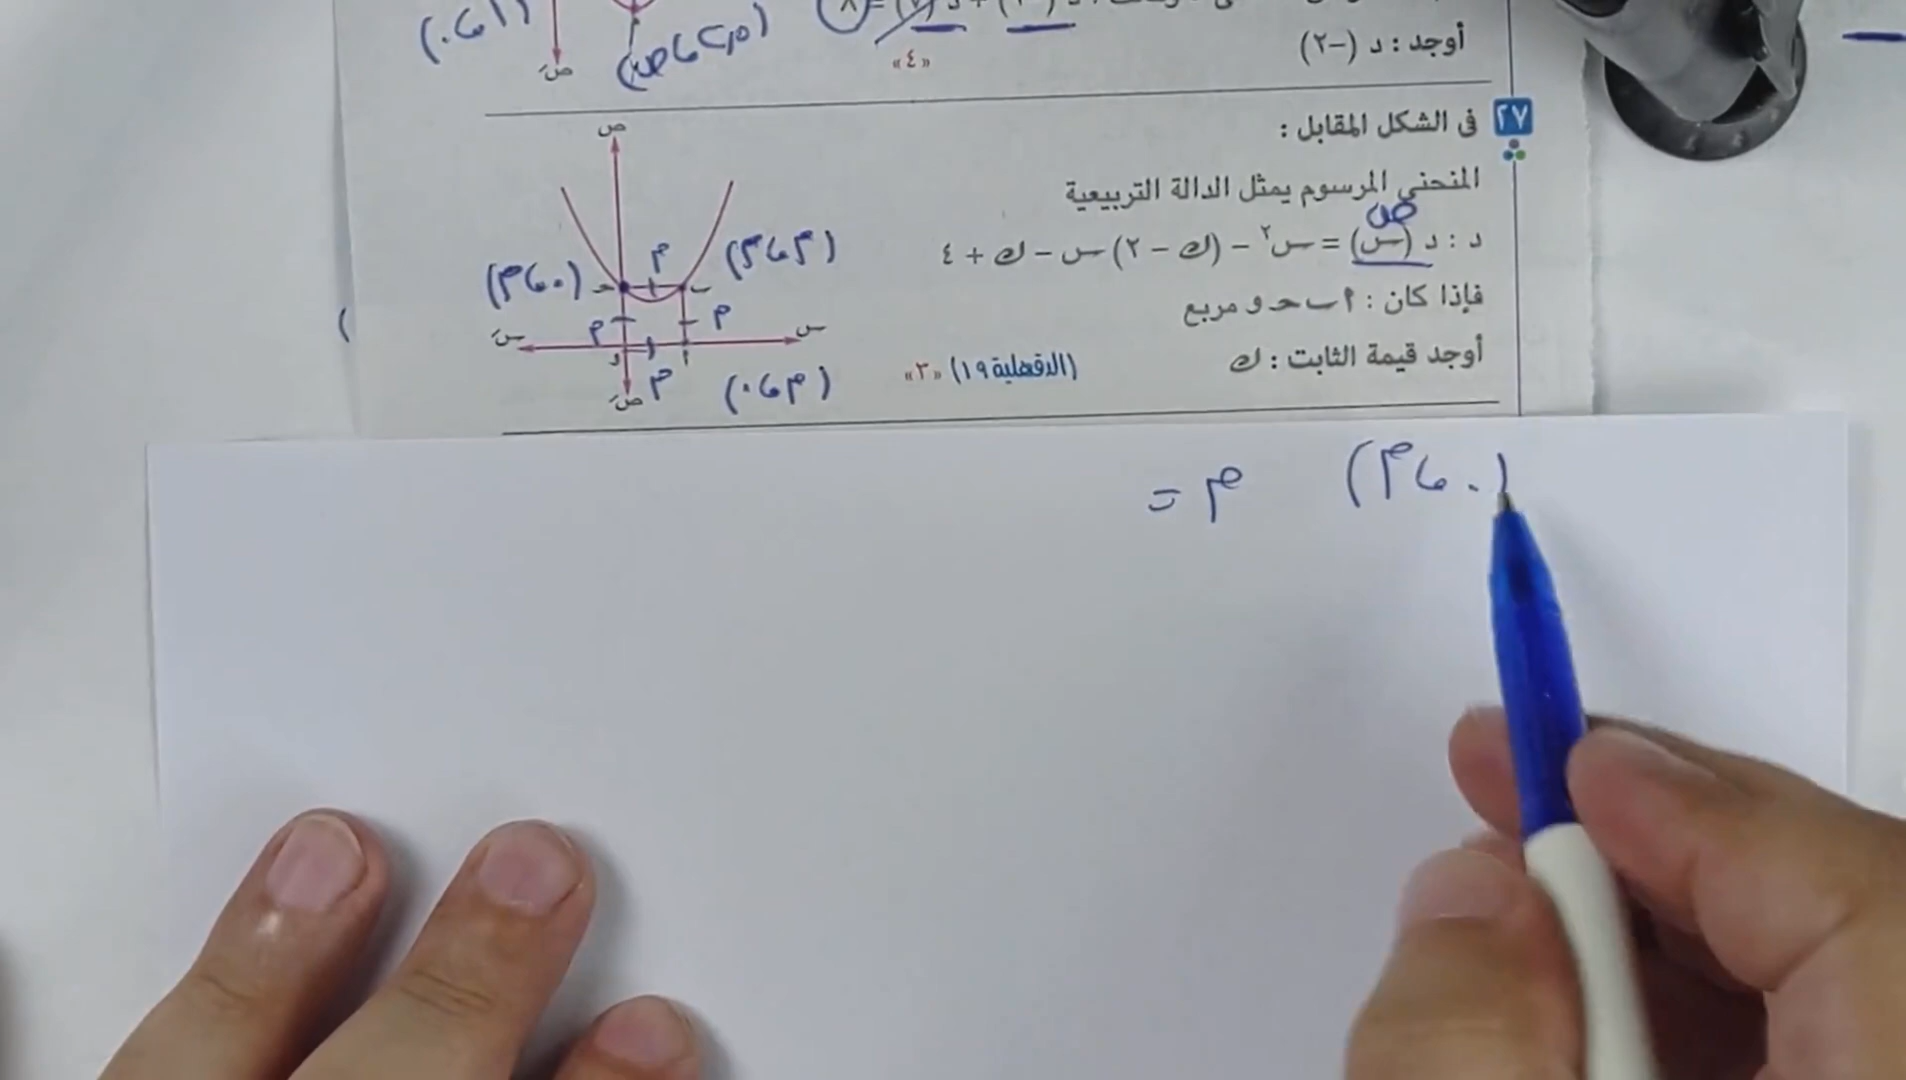 أوجد : د (-٢)
«٤»
٢٧
فى الشكل المقابل :
المنحنى المرسوم يمثل الدالة التربيعية
ص
د : د (س) = س٢ - (ك - ٢) س - ك + ٤
فإذا كان : ٢ ب ح و مربع
أوجد قيمة الثابت : ك
(الدقهلية ١٩) «٣»
ص
(٠ ، م)
(م ، م)
م
ح
ب
م
م
سَ
س
و
م
(م ، ٠)
صَ
(٠ ، م) م =